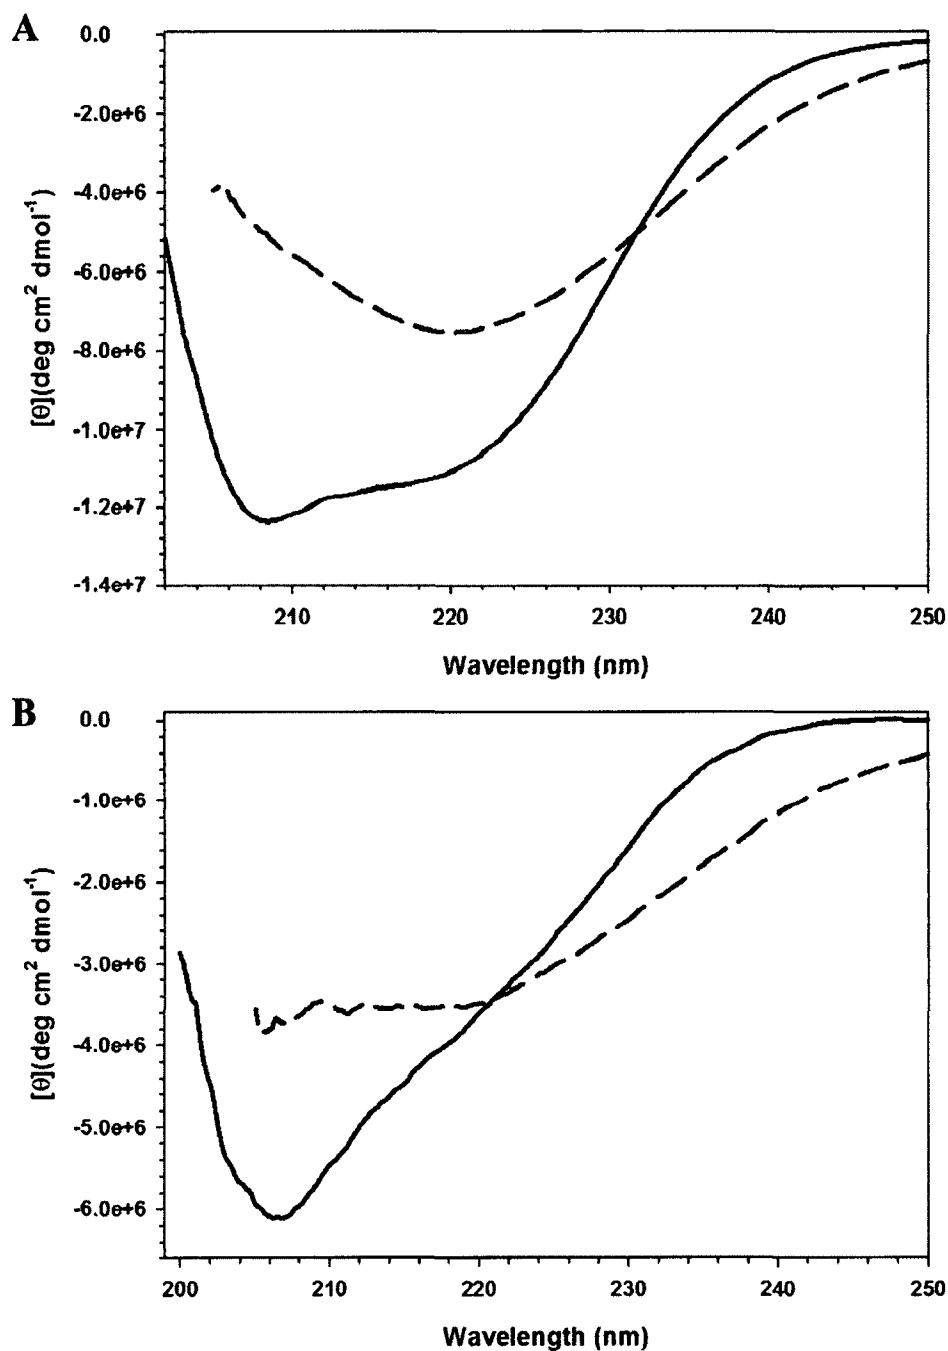 A
0.0
-2.0e+6
-4.0e+6
-6.0e+6
-8.0e+6
-1.0e+7
-1.2e+7
-1.4e+7
[θ](deg cm² dmol⁻¹)
210 220 230 240 250
Wavelength (nm)
B
0.0
-1.0e+6
-2.0e+6
-3.0e+6
-4.0e+6
-5.0e+6
-6.0e+6
[θ](deg cm² dmol⁻¹)
200 210 220 230 240 250
Wavelength (nm)